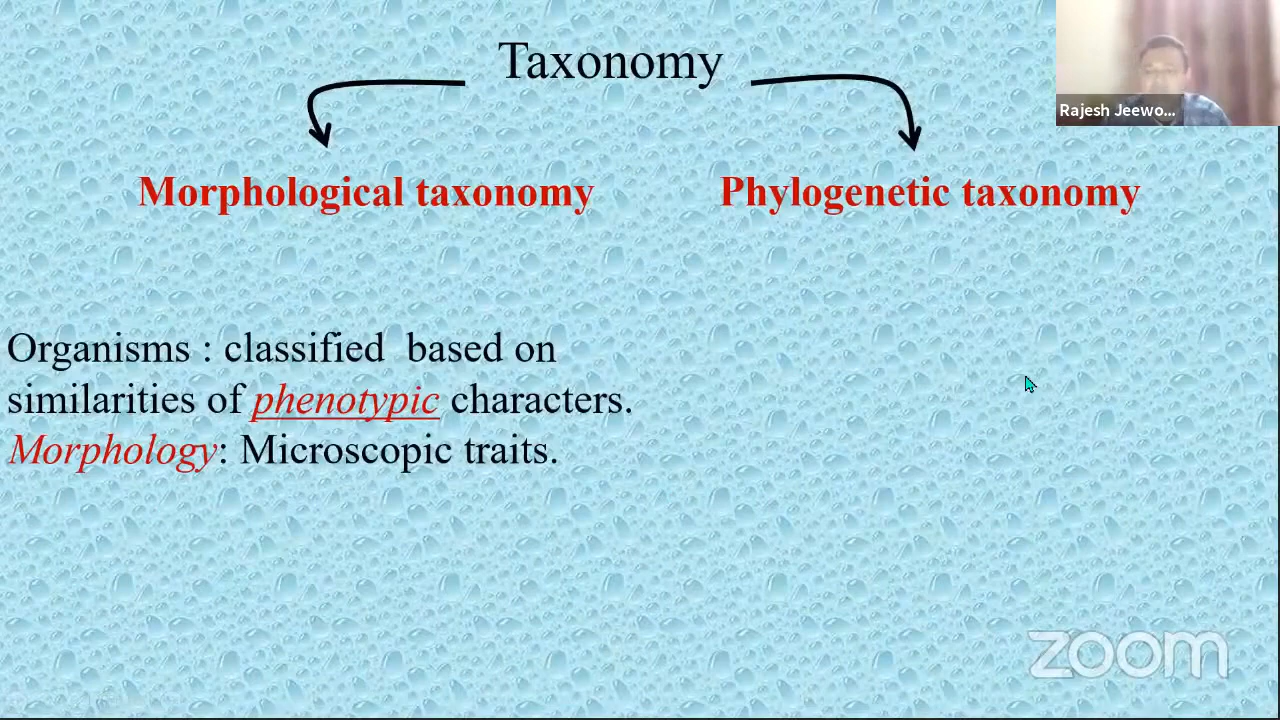 Taxonomy
Rajesh Jeewo...
Morphological taxonomy
Phylogenetic taxonomy
Organisms : classified  based on
similarities of phenotypic characters.
Morphology: Microscopic traits.
zoom